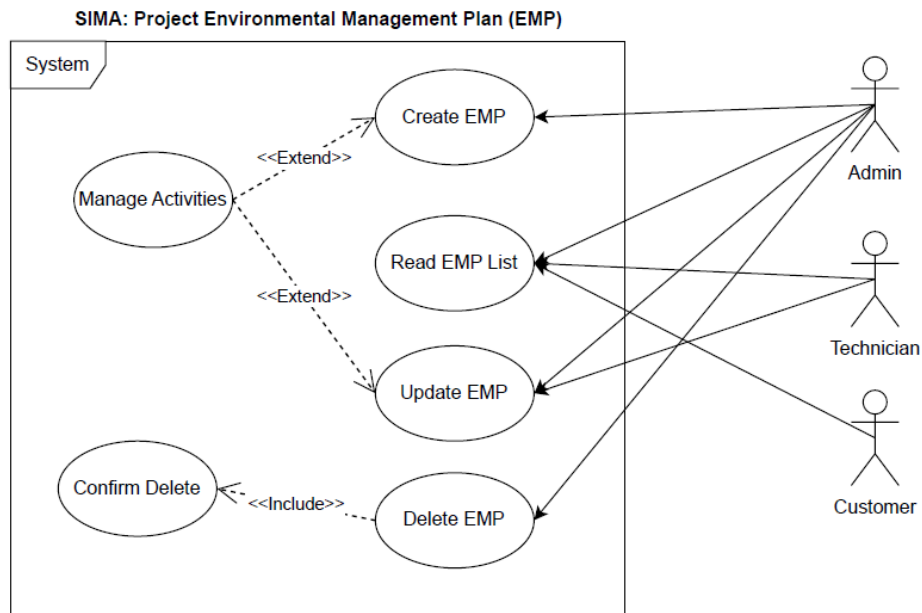 SIMA: Project Environmental Management Plan (EMP)
System
Create EMP
<<Extend>>
Manage Activities
Admin
Read EMP List
<<Extend>>
Technician
Update EMP
Confirm Delete
<<Include>>
Delete EMP
Customer